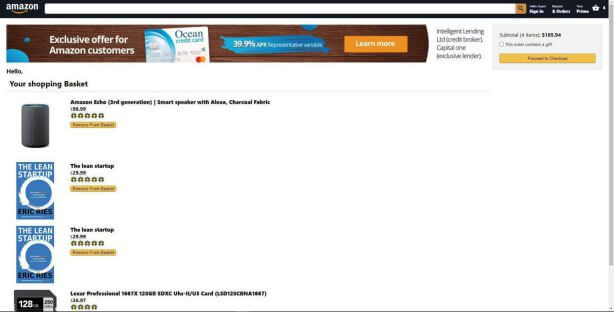 amazon
Hello Guest
Sign In
Returns
& Orders
Your
Prime
4
Exclusive offer for
Amazon customers
Ocean
credit card
39.9% APR Representative variable
Learn more
Intelligent Lending
Ltd (credit broker).
Capital one
(exclusive lender).
Subtotal (4 items): $185.94
This order contains a gift
Proceed to Checkout
Hello,
Your shopping Basket
Amazon Echo (3rd generation) | Smart speaker with Alexa, Charcoal Fabric
$98.99
Remove From Basket
THE LEAN
STARTUP
ERIC RIES
The lean startup
$29.99
Remove From Basket
THE LEAN
STARTUP
ERIC RIES
The lean startup
$29.99
Remove From Basket
128GB
250
Lexar Professional 1667X 128GB SDXC Uhs-II/U3 Card (LSD128CBNA1667)
$26.97